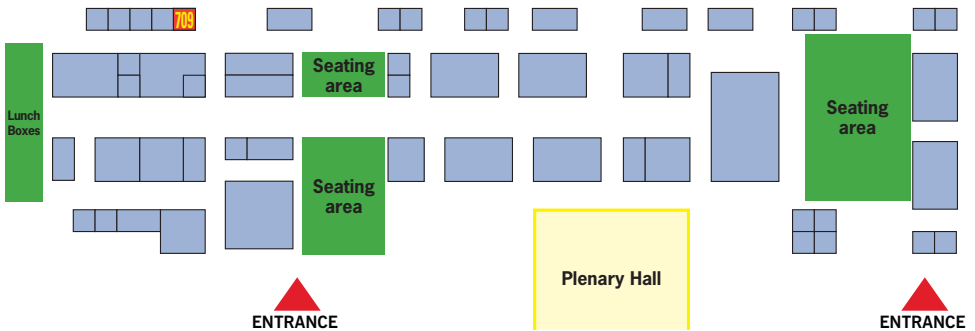 709
Seating
area
Lunch
Boxes
Seating
area
Seating
area
Plenary Hall
ENTRANCE
ENTRANCE